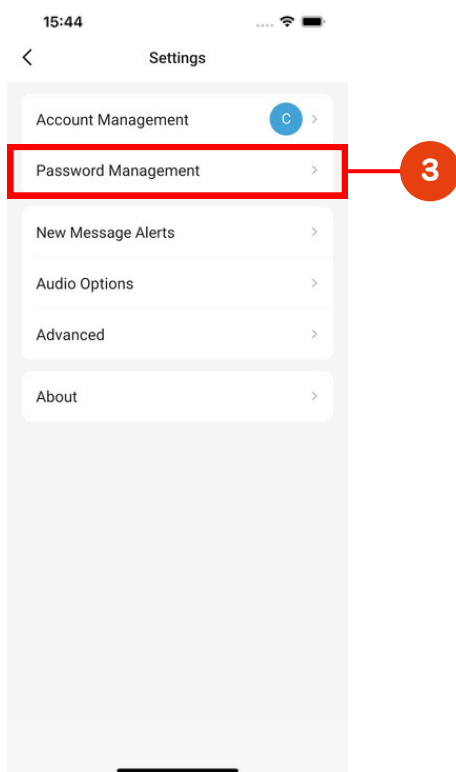 15:44
Settings
Account Management
C
Password Management
3
New Message Alerts
Audio Options
Advanced
About